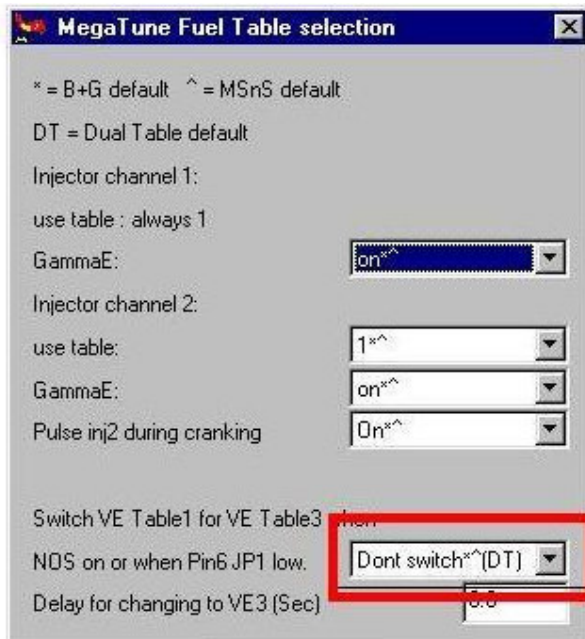 MegaTune Fuel Table selection
* = B+G default ^ = MSnS default
DT = Dual Table default
Injector channel 1:
use table : always 1
GammaE: on*^
Injector channel 2:
use table: 1*^
GammaE: on*^
Pulse inj2 during cranking On*^
Switch VE Table1 for VE Table3
NOS on or when Pin6 JP1 low. Dont switch*^(DT)
Delay for changing to VE3 (Sec)